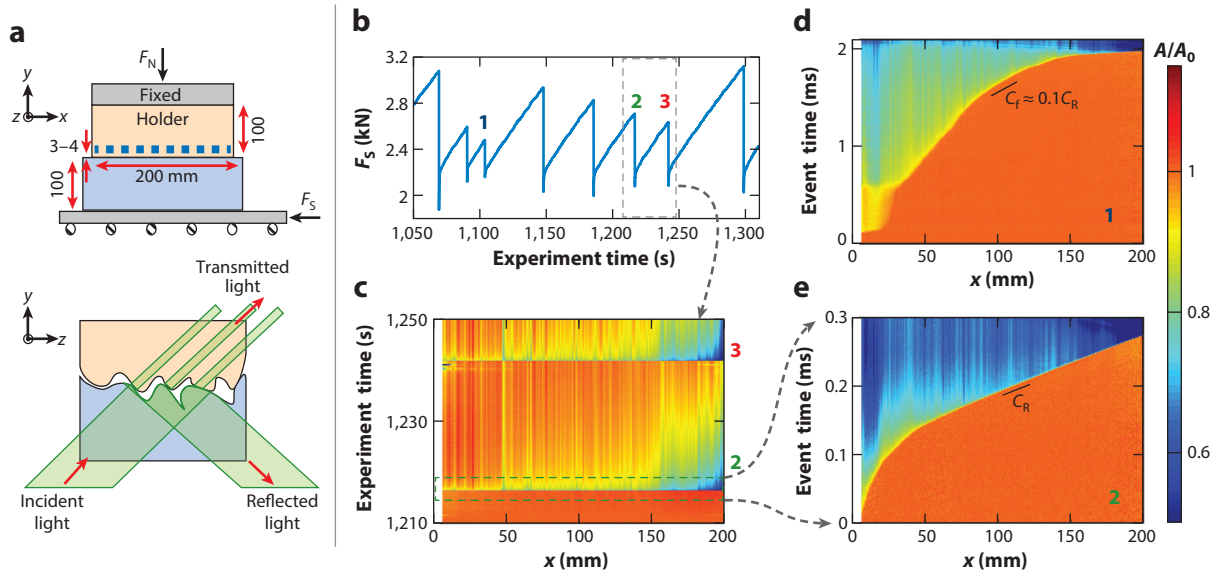 a
F_N
y
z
x
Fixed
Holder
3–4
100
200 mm
100
F_S
Transmitted
light
y
x
z
Incident
light
Reflected
light
b
3.2
2.8
2.4
2
F_S (kN)
1
2
3
1,050
1,100
1,150
1,200
1,250
1,300
Experiment time (s)
c
1,250
1,230
1,210
Experiment time (s)
3
2
0
50
100
150
200
x (mm)
d
2
1
0
Event time (ms)
C_f ≈ 0.1C_R
1
0
50
100
150
200
x (mm)
e
0.3
0.2
0.1
0
Event time (ms)
C_R
2
0
50
100
150
200
x (mm)
A/A_0
1
0.8
0.6